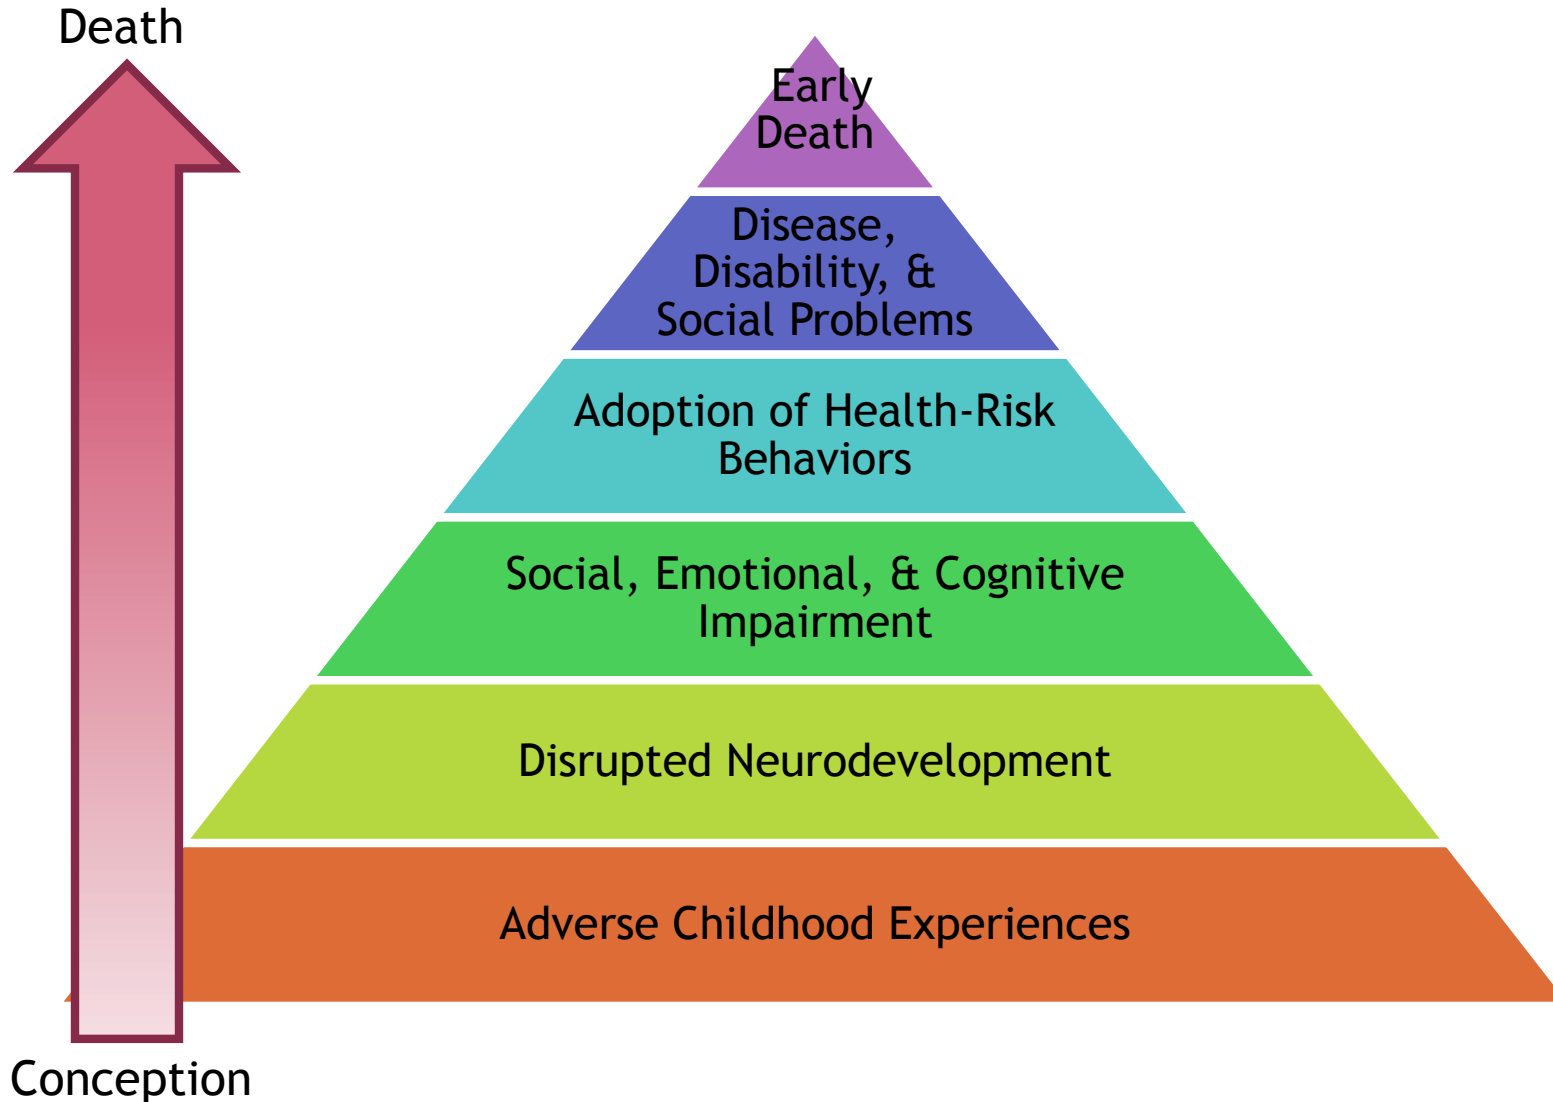 Death
Early
Death
Disease,
Disability, &
Social Problems
Adoption of Health-Risk
Behaviors
Social, Emotional, & Cognitive
Impairment
Disrupted Neurodevelopment
Adverse Childhood Experiences
Conception